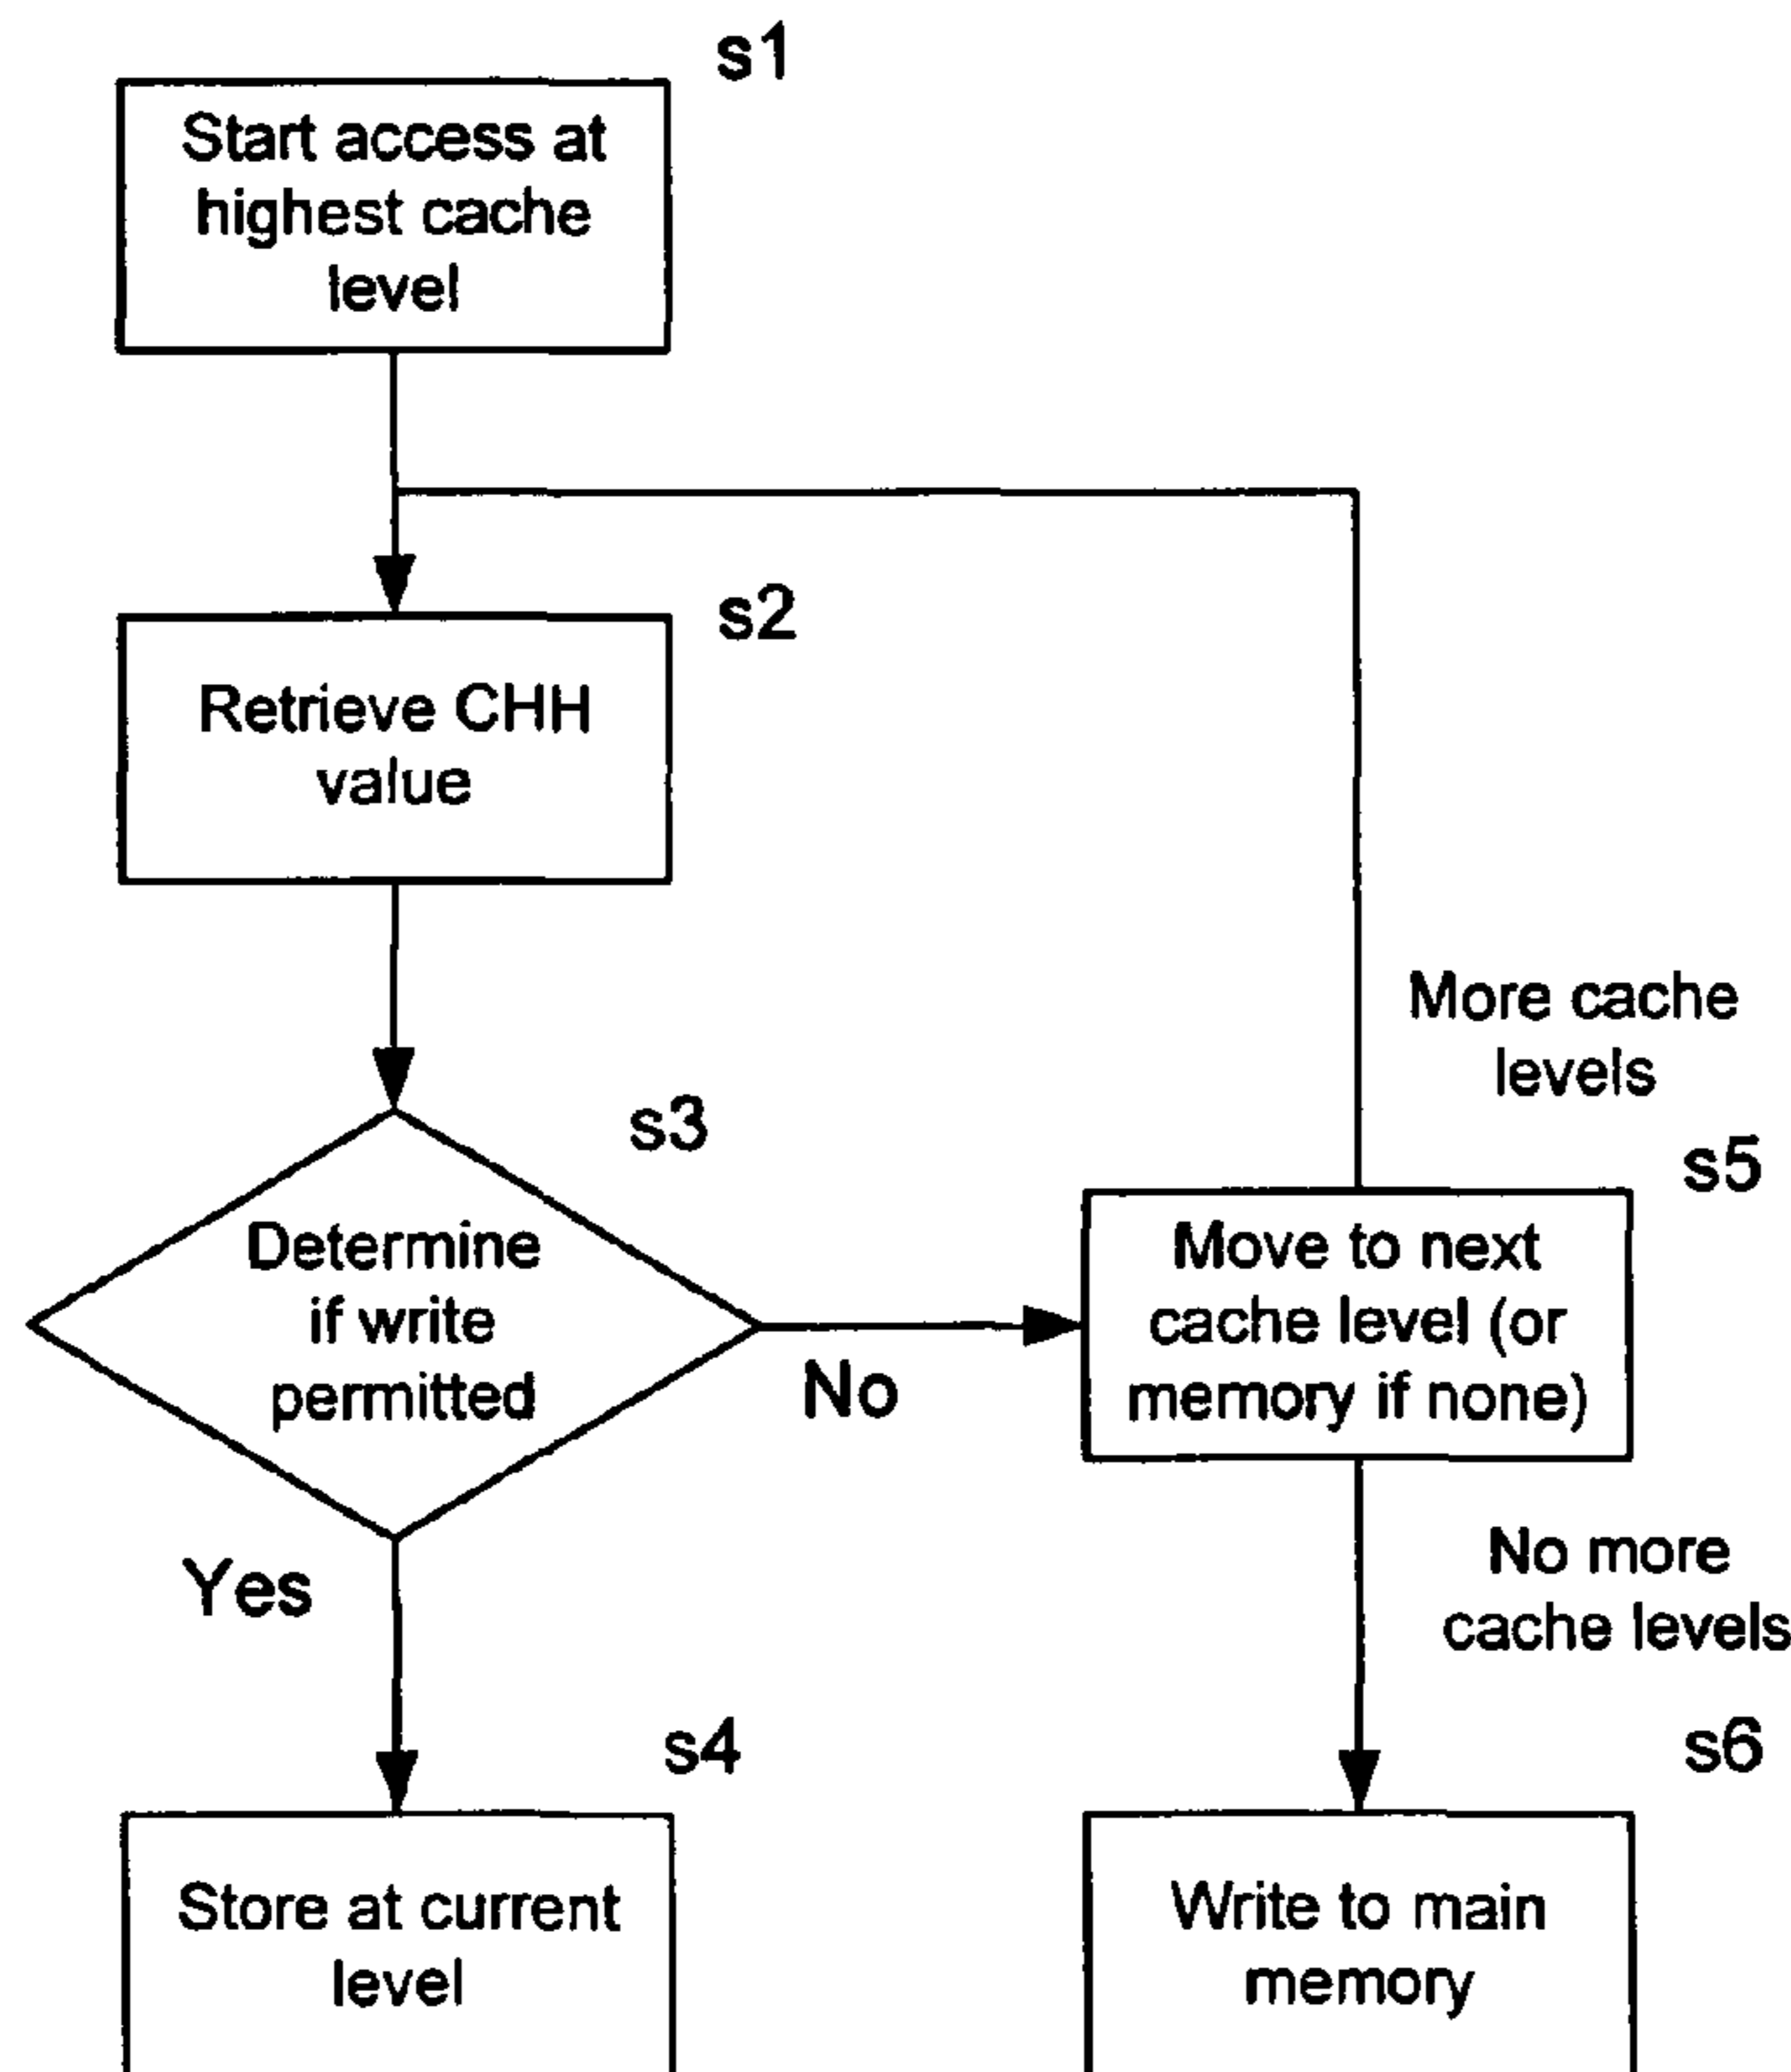 s1
Start access at
highest cache
level
s2
Retrieve CHH
value
More cache
levels
s3
s5
Determine
if write
permitted
No
Move to next
cache level (or
memory if none)
Yes
No more
cache levels
s4
s6
Store at current
level
Write to main
memory